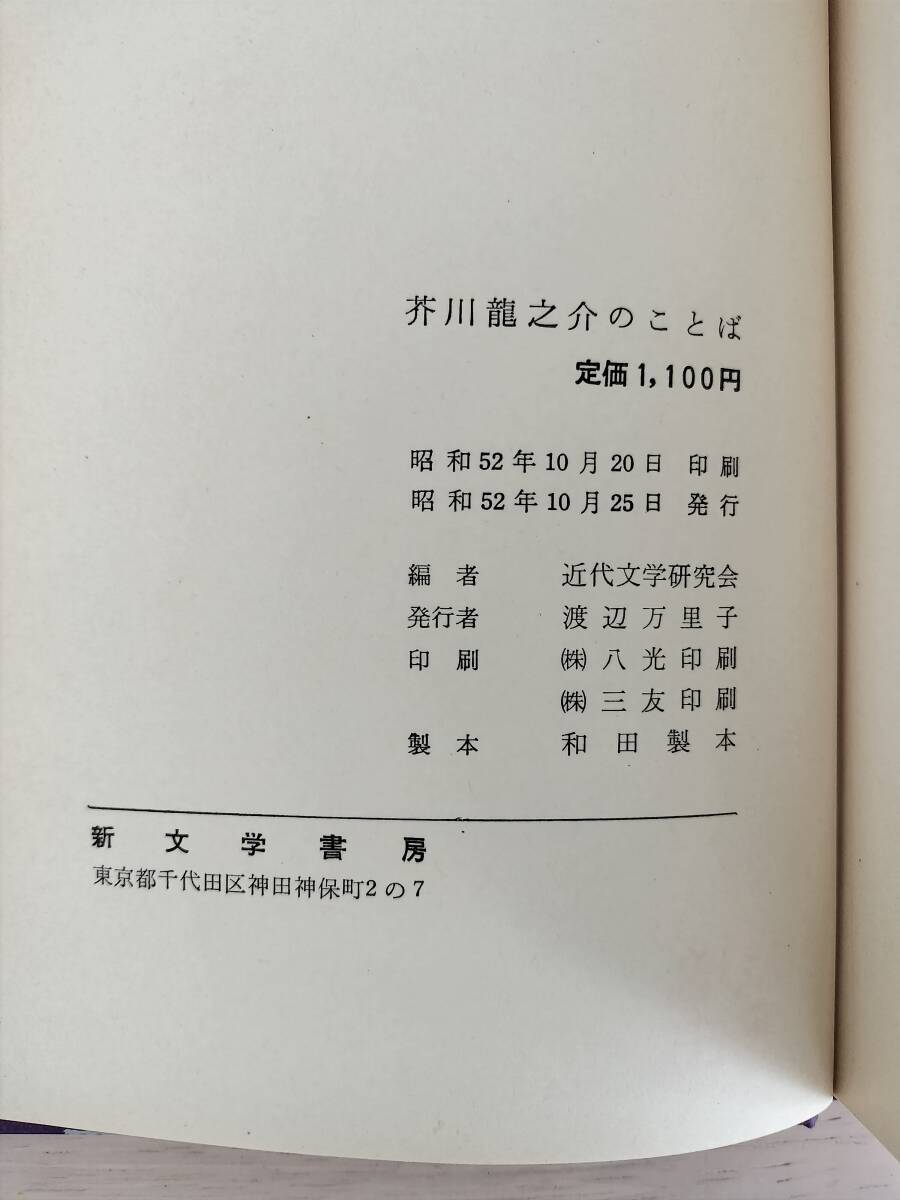 芥川龍之介のことば
定価1,100円
昭和52年10月20日 印刷
昭和52年10月25日 発行
編者 近代文学研究会
発行者 渡辺万里子
印刷 ㈱八光印刷
㈱三友印刷
製本 和田製本
新文学書房
東京都千代田区神田神保町2の7